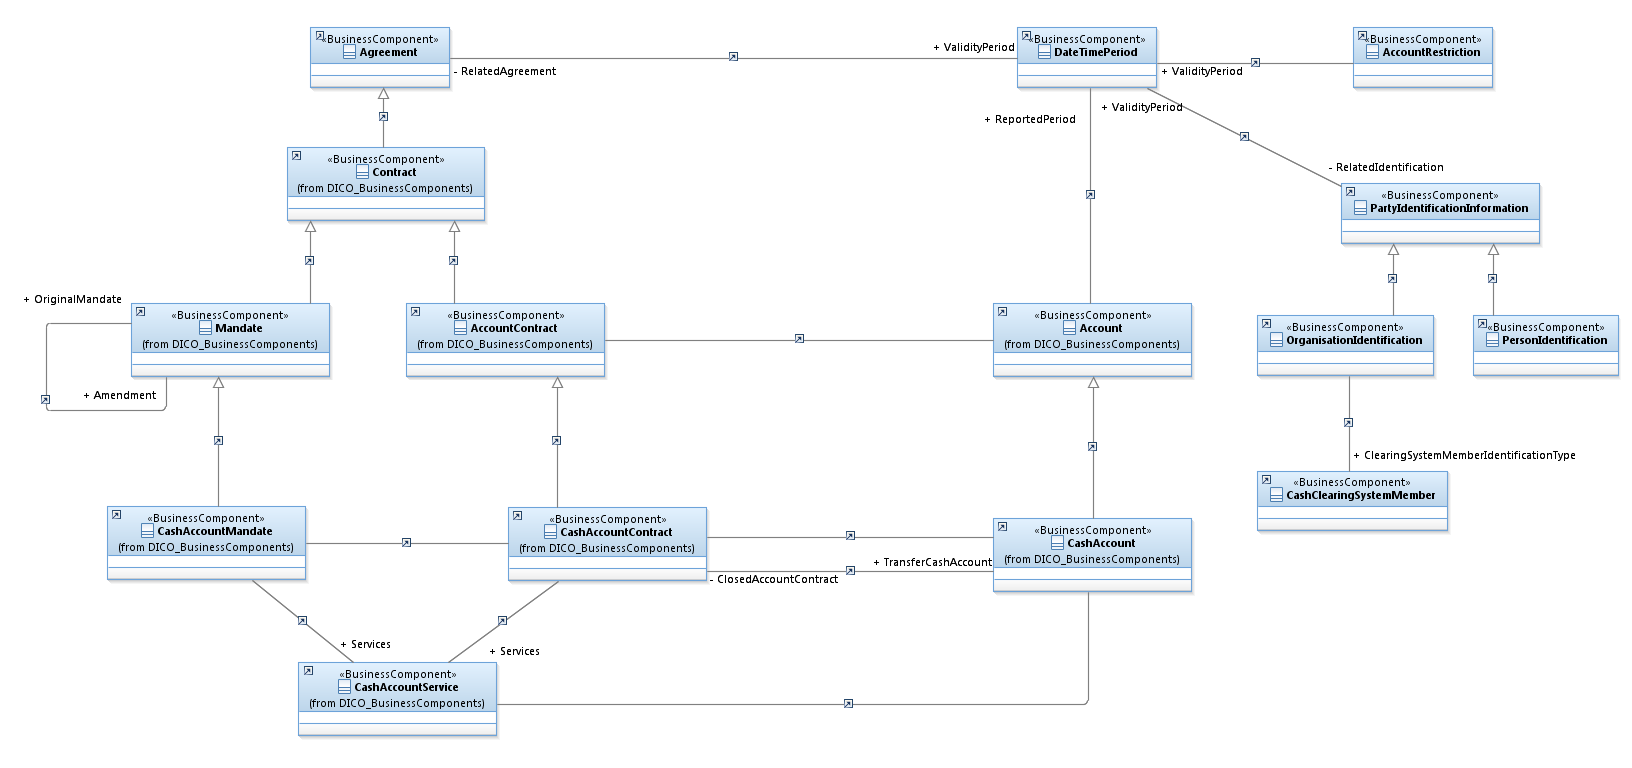 «BusinessComponent»
Agreement
- RelatedAgreement
+ ValidityPeriod
«BusinessComponent»
DateTimePeriod
+ ValidityPeriod
«BusinessComponent»
AccountRestriction
+ ReportedPeriod
+ ValidityPeriod
«BusinessComponent»
Contract
(from DICO_BusinessComponents)
- RelatedIdentification
«BusinessComponent»
PartyIdentificationInformation
+ OriginalMandate
«BusinessComponent»
Mandate
(from DICO_BusinessComponents)
+ Amendment
«BusinessComponent»
AccountContract
(from DICO_BusinessComponents)
«BusinessComponent»
Account
(from DICO_BusinessComponents)
«BusinessComponent»
OrganisationIdentification
«BusinessComponent»
PersonIdentification
+ ClearingSystemMemberIdentificationType
«BusinessComponent»
CashClearingSystemMember
«BusinessComponent»
CashAccountMandate
(from DICO_BusinessComponents)
«BusinessComponent»
CashAccountContract
(from DICO_BusinessComponents)
- ClosedAccountContract
+ TransferCashAccount
«BusinessComponent»
CashAccount
(from DICO_BusinessComponents)
+ Services
+ Services
«BusinessComponent»
CashAccountService
(from DICO_BusinessComponents)